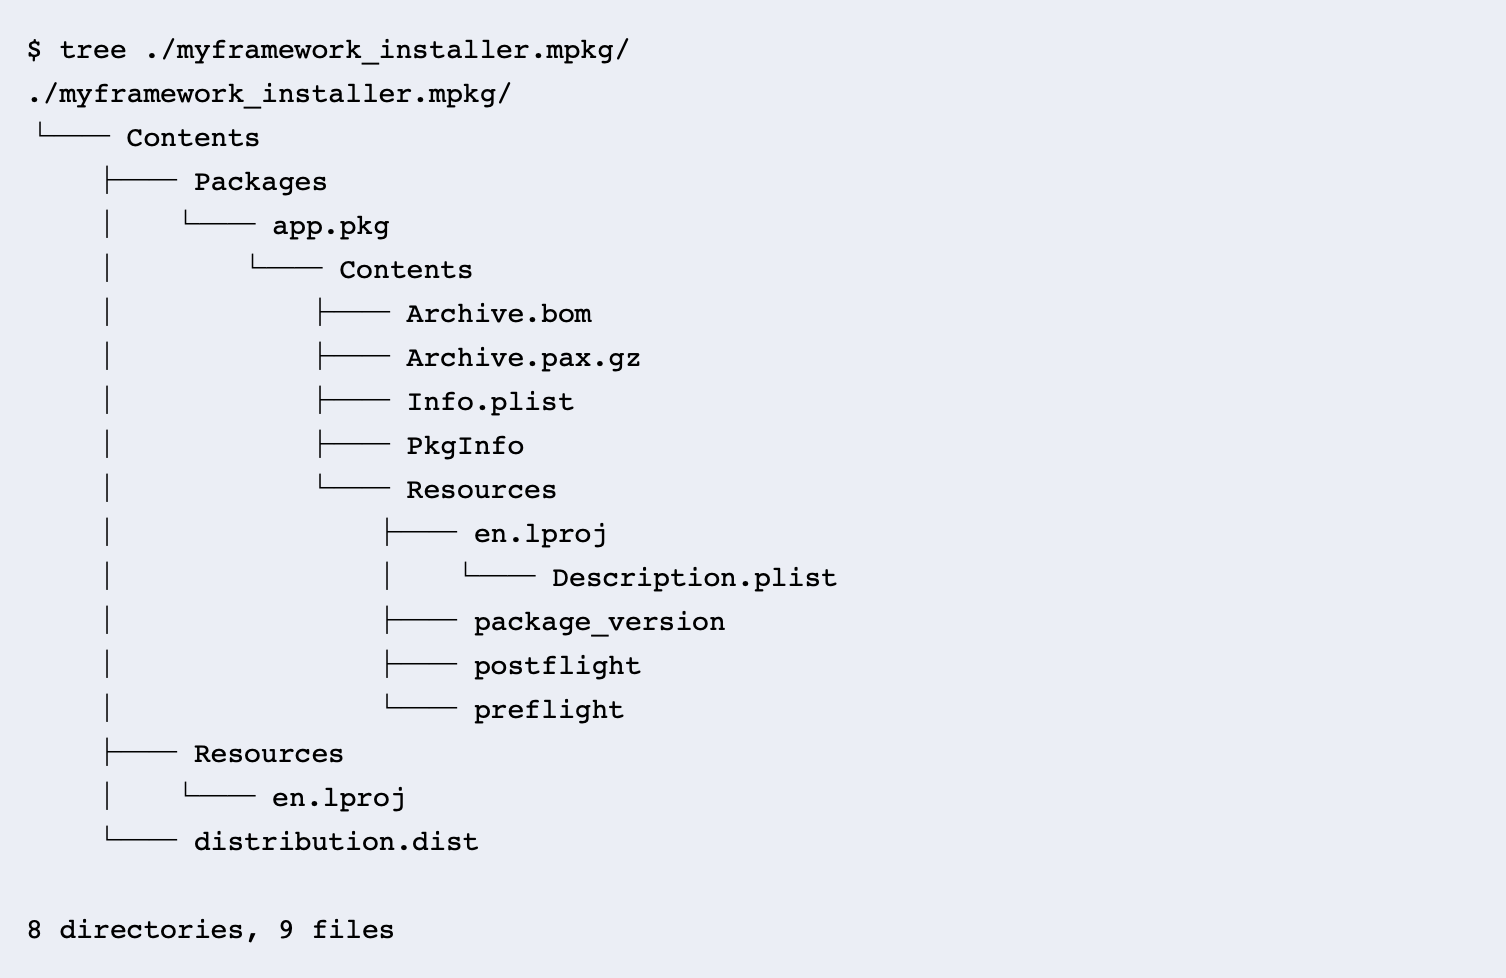 $ tree ./myframework_installer.mpkg/
./myframework_installer.mpkg/
└── Contents
    ├── Packages
    │   └── app.pkg
    │       └── Contents
    │           ├── Archive.bom
    │           ├── Archive.pax.gz
    │           ├── Info.plist
    │           ├── PkgInfo
    │           └── Resources
    │               ├── en.lproj
    │               │   └── Description.plist
    │               ├── package_version
    │               ├── postflight
    │               └── preflight
    ├── Resources
    │   └── en.lproj
    └── distribution.dist

8 directories, 9 files